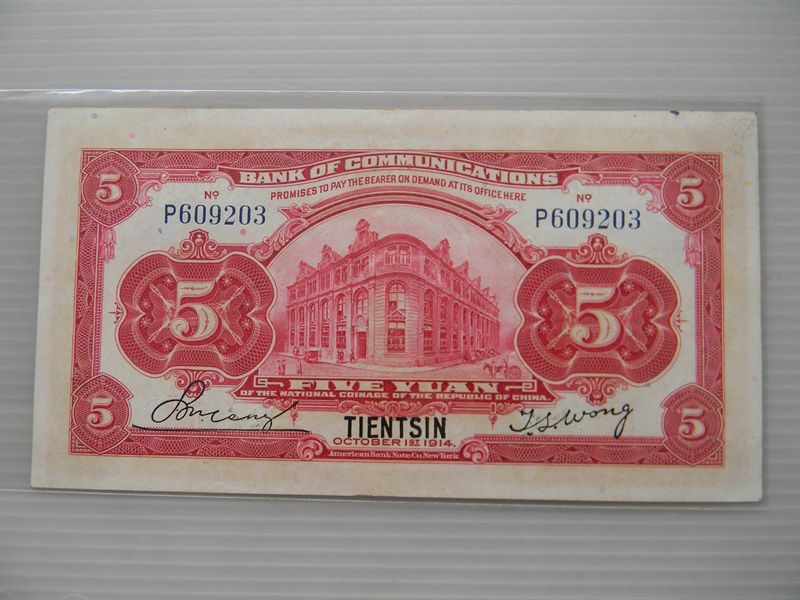 5 BANK OF COMMUNICATIONS 5
PROMISES TO PAY THE BEARER ON DEMAND AT ITS OFFICE HERE
Nº Nº
P609203 P609203
5 5
FIVE YUAN
OF THE NATIONAL COINAGE OF THE REPUBLIC OF CHINA.
5 TIENTSIN T.S. Wong 5
OCTOBER 1ST 1914.
American Bank Note Co. New York